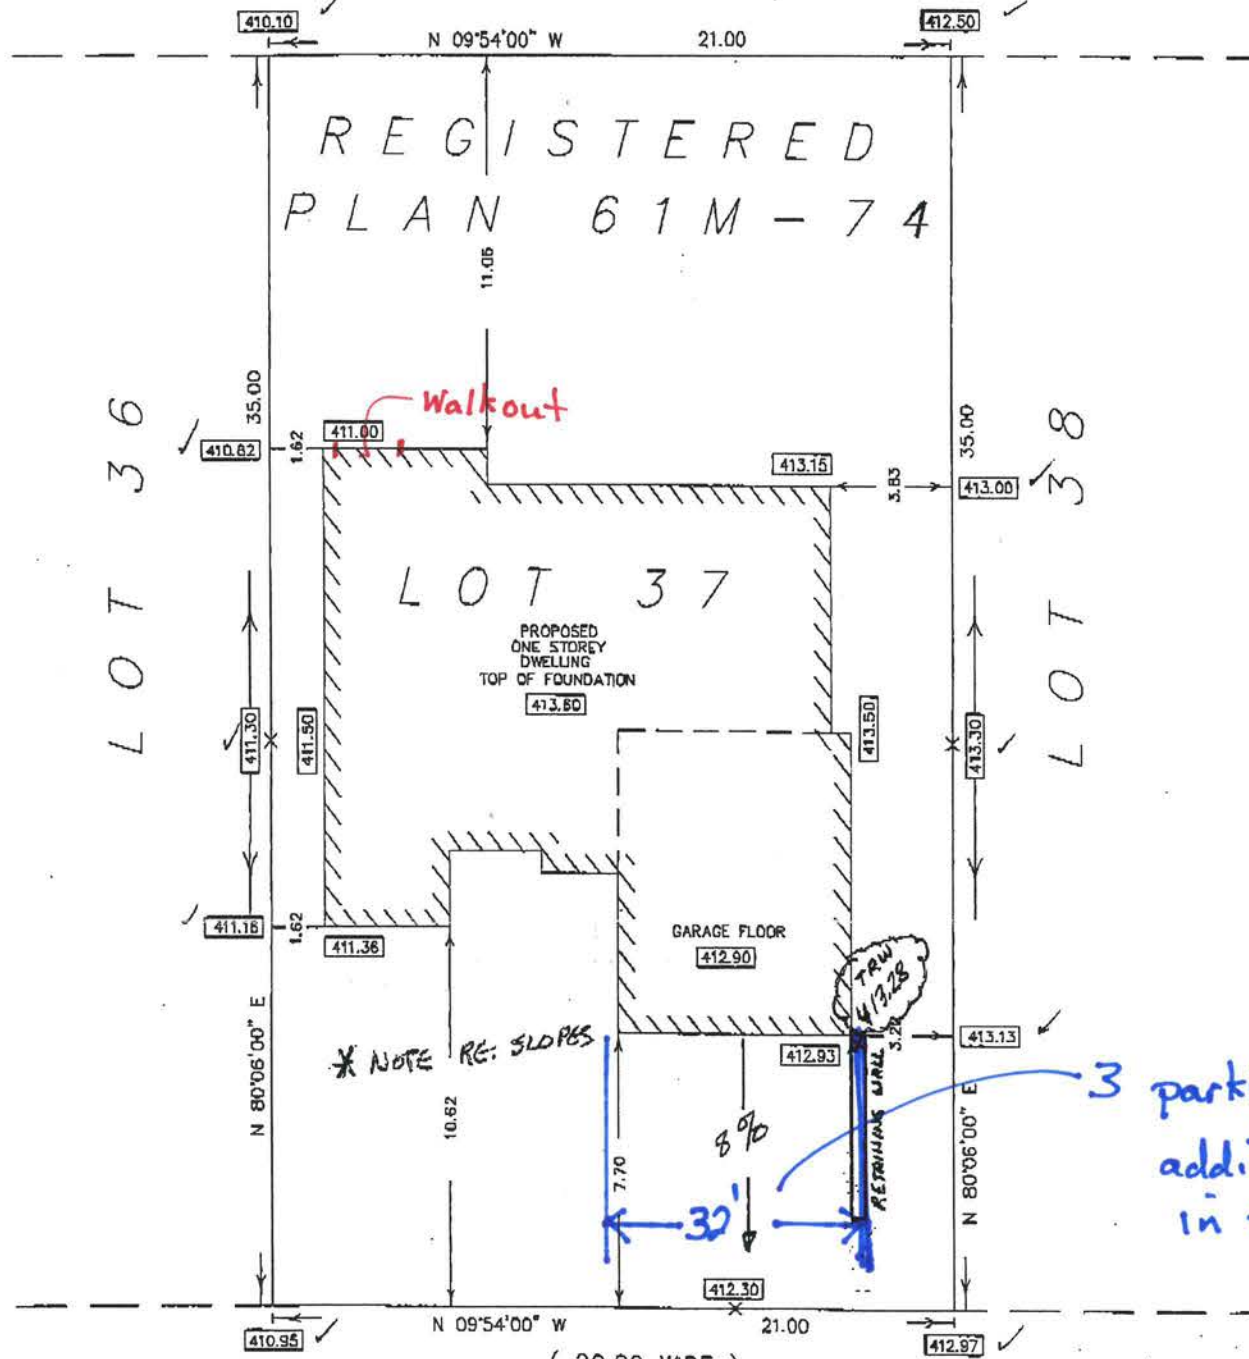 410.10
412.50
N 09°54'00" W
21.00
REGISTERED
PLAN 61M-74
11.06
35.00
LOT 36
Walkout
411.00
410.82
1.62
413.15
3.83
35.00
413.00
LOT 38
LOT 37
PROPOSED
ONE STOREY
DWELLING
TOP OF FOUNDATION
413.60
411.30
411.50
413.50
413.30
411.16
1.62
411.36
GARAGE FLOOR
412.90
TRW
413.28
* NOTE RE: SLOPES
412.93
413.13
N 80°06'00" E
10.62
7.70
8%
RETAINING WALL
N 80°06'00" E
32'
3 park
addi
in
412.30
N 09°54'00" W
21.00
410.95
412.97